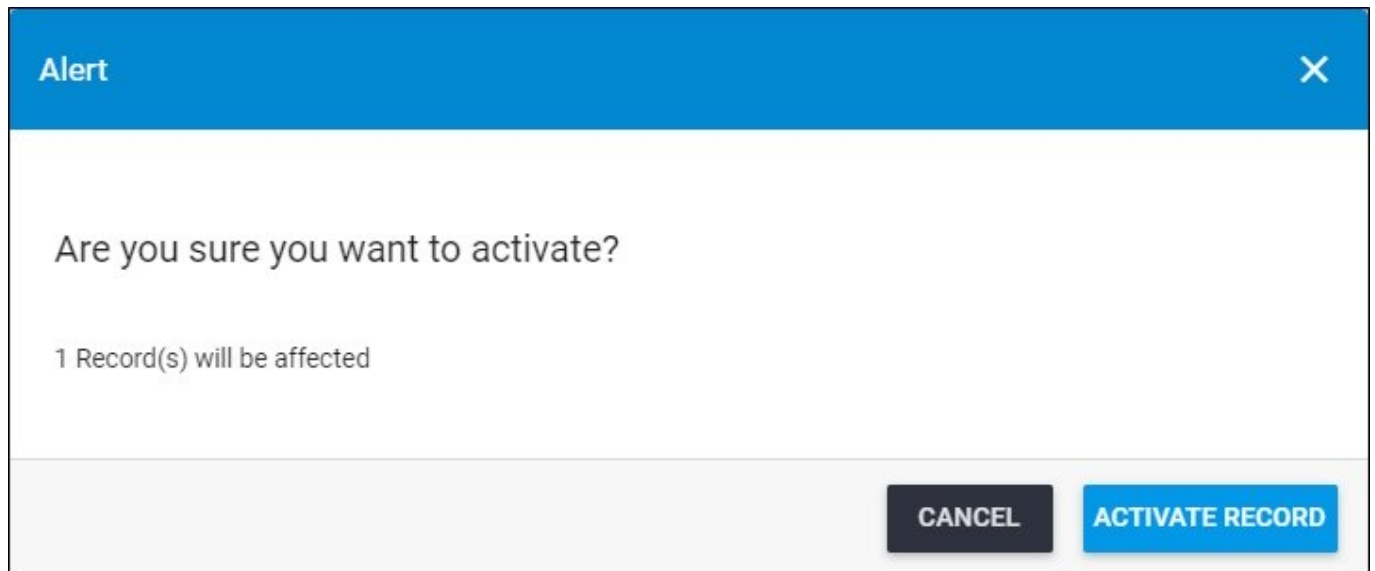 Alert
Are you sure you want to activate?
1 Record(s) will be affected
CANCEL ACTIVATE RECORD